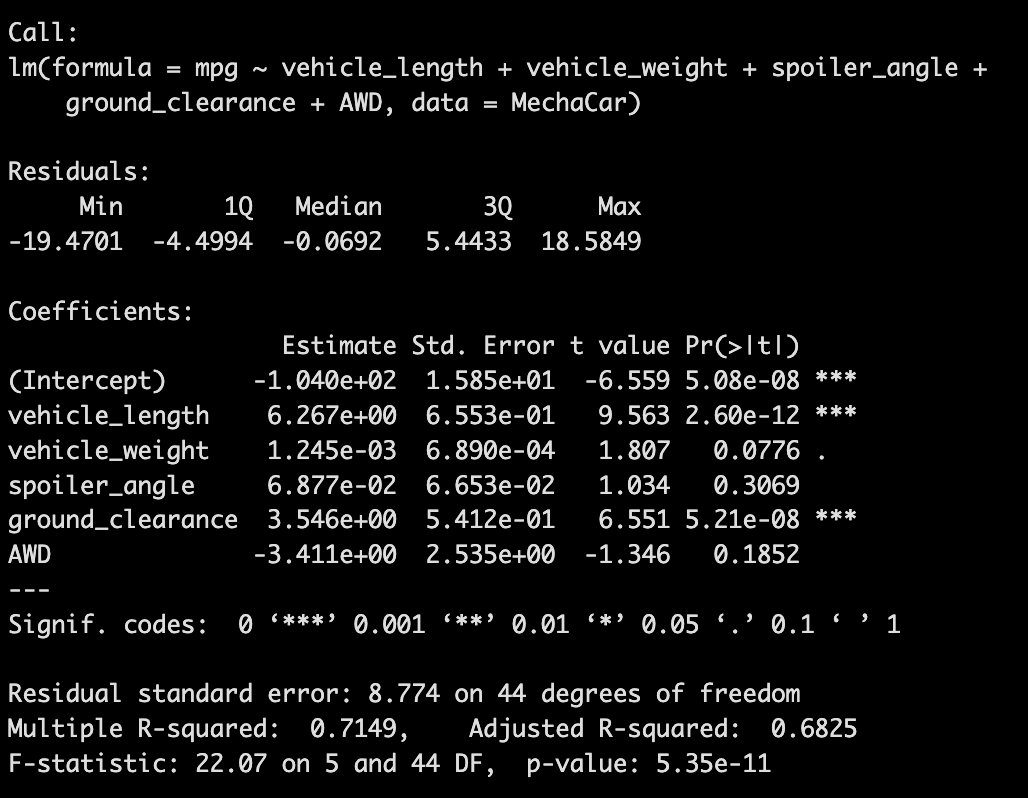 Call:
lm(formula = mpg ~ vehicle_length + vehicle_weight + spoiler_angle +
    ground_clearance + AWD, data = MechaCar)

Residuals:
     Min       1Q   Median       3Q      Max
-19.4701  -4.4994  -0.0692   5.4433  18.5849

Coefficients:
                   Estimate Std. Error t value Pr(>|t|)
(Intercept)      -1.040e+02  1.585e+01  -6.559 5.08e-08 ***
vehicle_length    6.267e+00  6.553e-01   9.563 2.60e-12 ***
vehicle_weight    1.245e-03  6.890e-04   1.807   0.0776 .
spoiler_angle     6.877e-02  6.653e-02   1.034   0.3069
ground_clearance  3.546e+00  5.412e-01   6.551 5.21e-08 ***
AWD              -3.411e+00  2.535e+00  -1.346   0.1852
---
Signif. codes:  0 ‘***’ 0.001 ‘**’ 0.01 ‘*’ 0.05 ‘.’ 0.1 ‘ ’ 1

Residual standard error: 8.774 on 44 degrees of freedom
Multiple R-squared:  0.7149,    Adjusted R-squared:  0.6825
F-statistic: 22.07 on 5 and 44 DF,  p-value: 5.35e-11